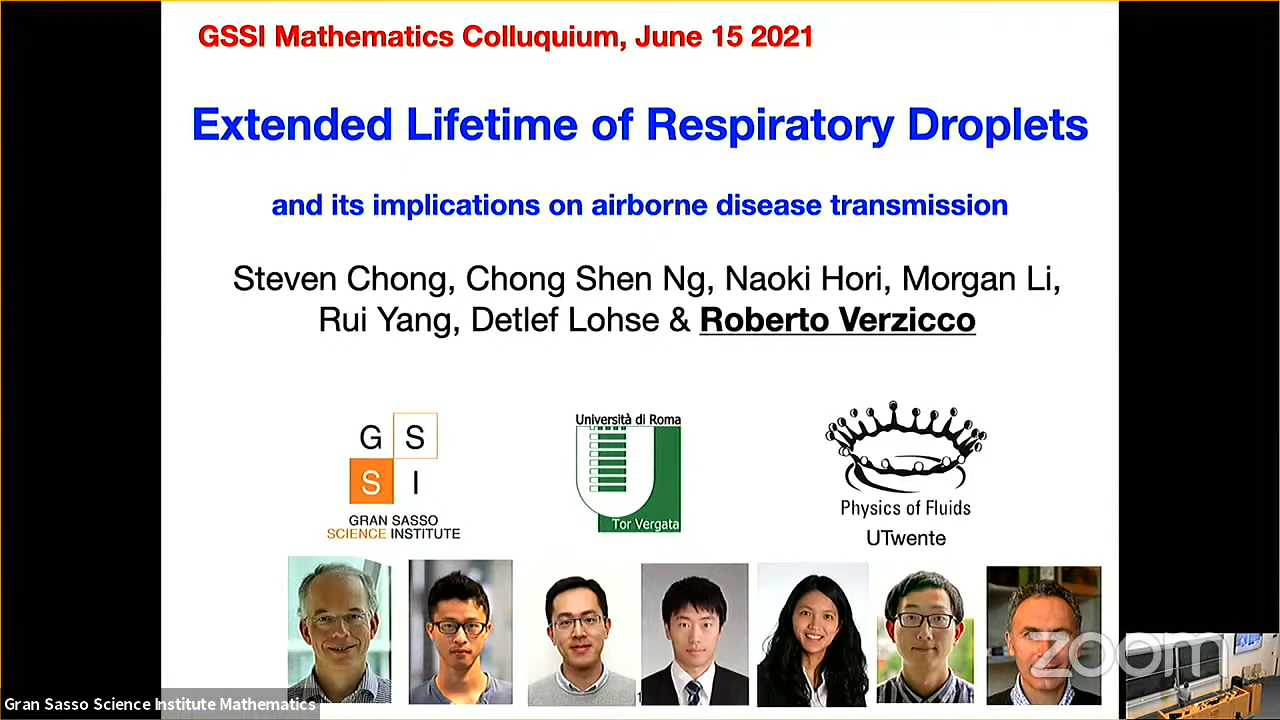 GSSI Mathematics Colluquium, June 15 2021
Extended Lifetime of Respiratory Droplets
and its implications on airborne disease transmission
Steven Chong, Chong Shen Ng, Naoki Hori, Morgan Li,
Rui Yang, Detlef Lohse & Roberto Verzicco
G S
S I
GRAN SASSO
SCIENCE INSTITUTE
Università di Roma
Tor Vergata
Physics of Fluids
UTwente
1
zoom
Gran Sasso Science Institute Mathematics